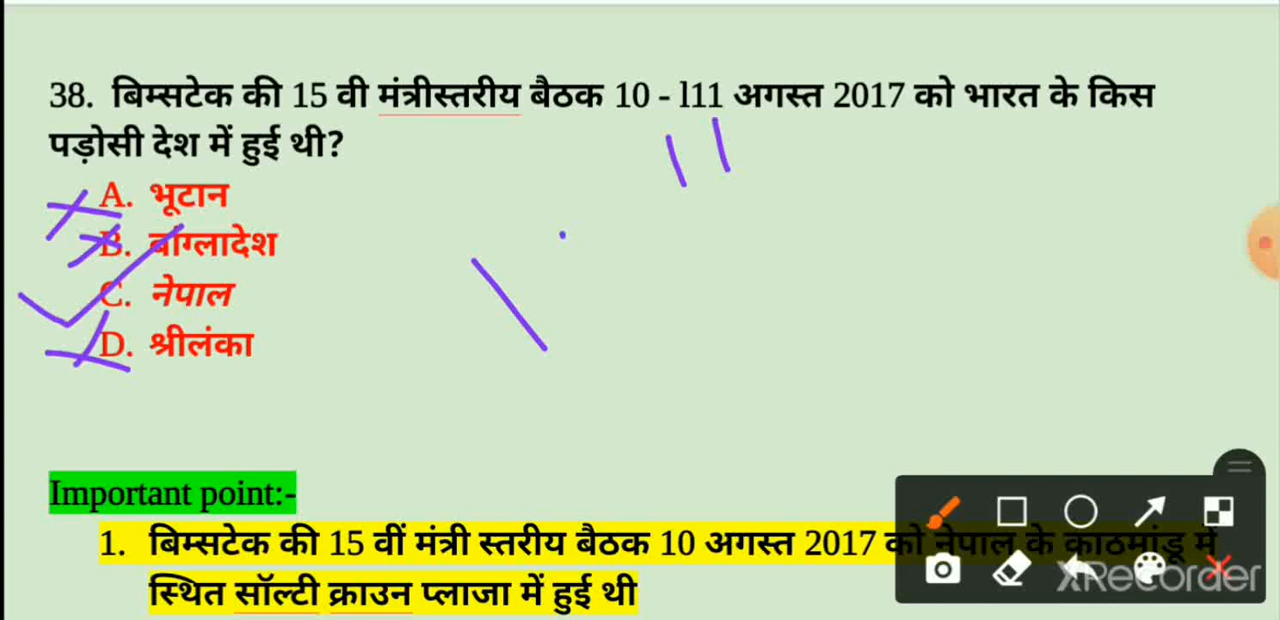 38. बिम्सटेक की 15 वी मंत्रीस्तरीय बैठक 10 - l11 अगस्त 2017 को भारत के किस
पड़ोसी देश में हुई थी?
A. भूटान
B. बांग्लादेश
C. नेपाल
D. श्रीलंका
Important point:-
1. बिम्सटेक की 15 वीं मंत्री स्तरीय बैठक 10 अगस्त 2017 को नेपाल के काठमांडू में
स्थित सॉल्टी क्राउन प्लाजा में हुई थी
XRecorder